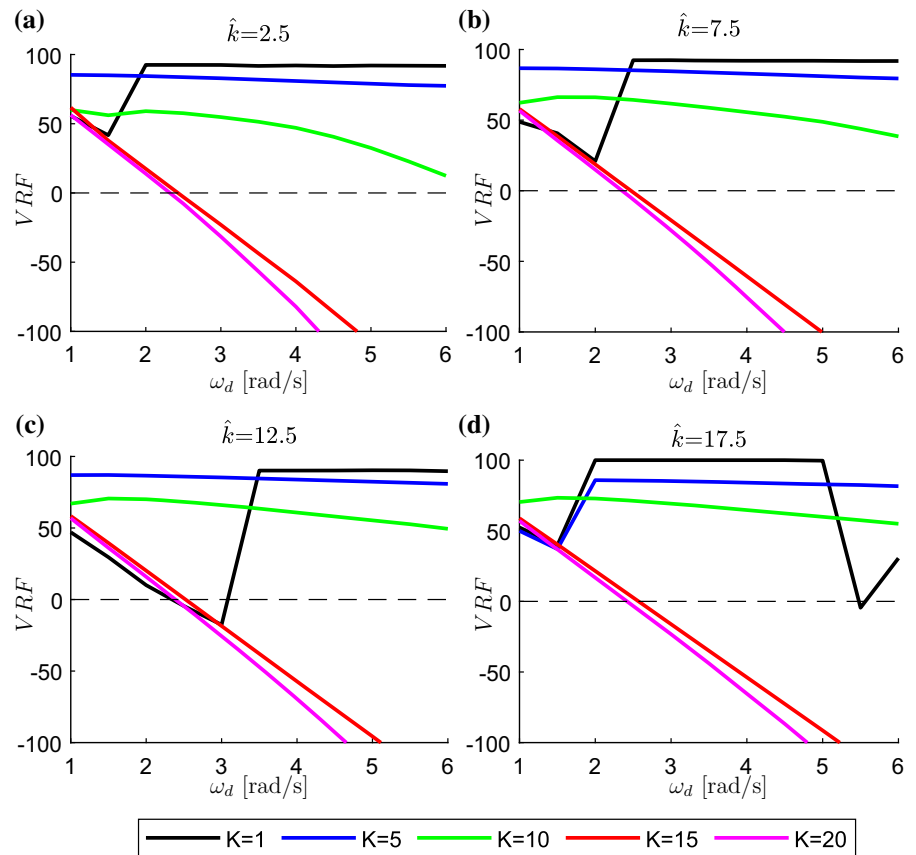 (a)
k̂=2.5
100
50
0
-50
-100
VRF
1 2 3 4 5 6
ω_d [rad/s]
(b)
k̂=7.5
100
50
0
-50
-100
VRF
1 2 3 4 5 6
ω_d [rad/s]
(c)
k̂=12.5
100
50
0
-50
-100
VRF
1 2 3 4 5 6
ω_d [rad/s]
(d)
k̂=17.5
100
50
0
-50
-100
VRF
1 2 3 4 5 6
ω_d [rad/s]
K=1 K=5 K=10 K=15 K=20